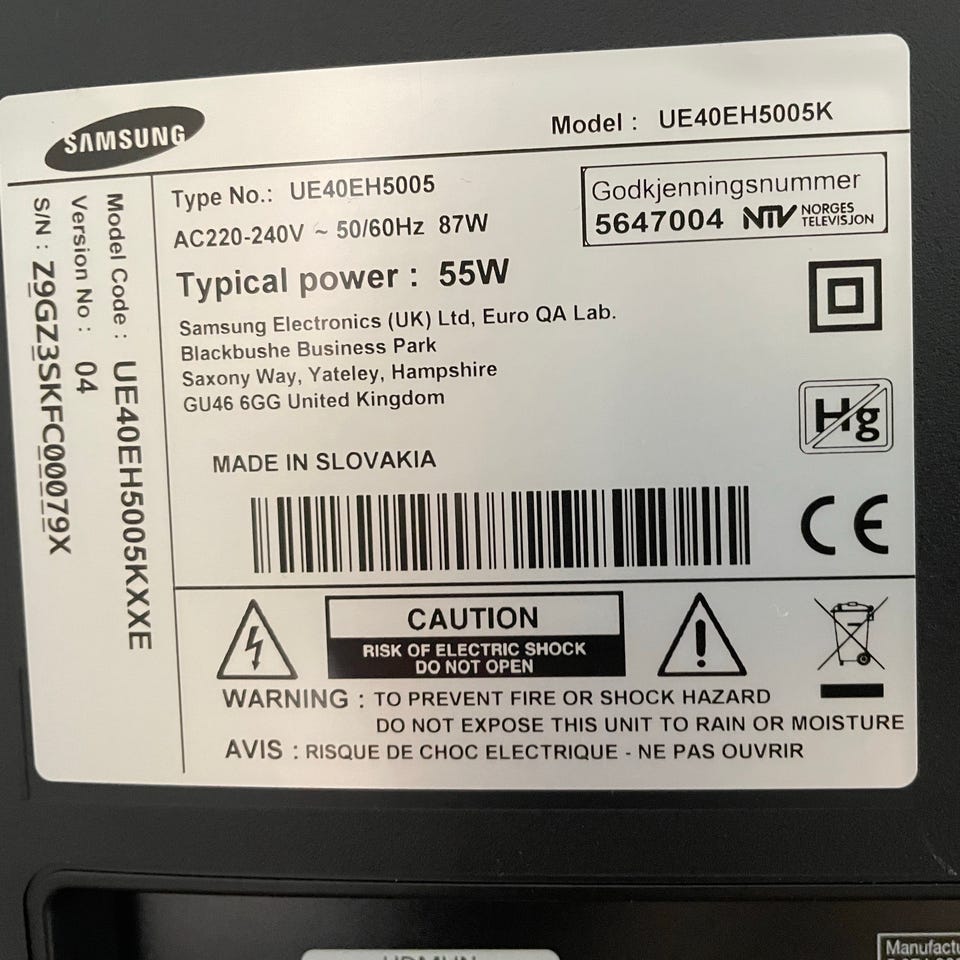 SAMSUNG
Model : UE40EH5005K
Type No.: UE40EH5005
AC220-240V ~ 50/60Hz 87W
Typical power : 55W
Godkjenningsnummer
5647004 NTV NORGES
TELEVISJON
Samsung Electronics (UK) Ltd, Euro QA Lab.
Blackbushe Business Park
Saxony Way, Yateley, Hampshire
GU46 6GG United Kingdom
MADE IN SLOVAKIA
Hg
CE
Model Code : UE40EH5005KXXE
Version No : 04
S/N : Z9GZ3SKFC00079X
CAUTION
RISK OF ELECTRIC SHOCK
DO NOT OPEN
WARNING : TO PREVENT FIRE OR SHOCK HAZARD
DO NOT EXPOSE THIS UNIT TO RAIN OR MOISTURE
AVIS : RISQUE DE CHOC ELECTRIQUE - NE PAS OUVRIR